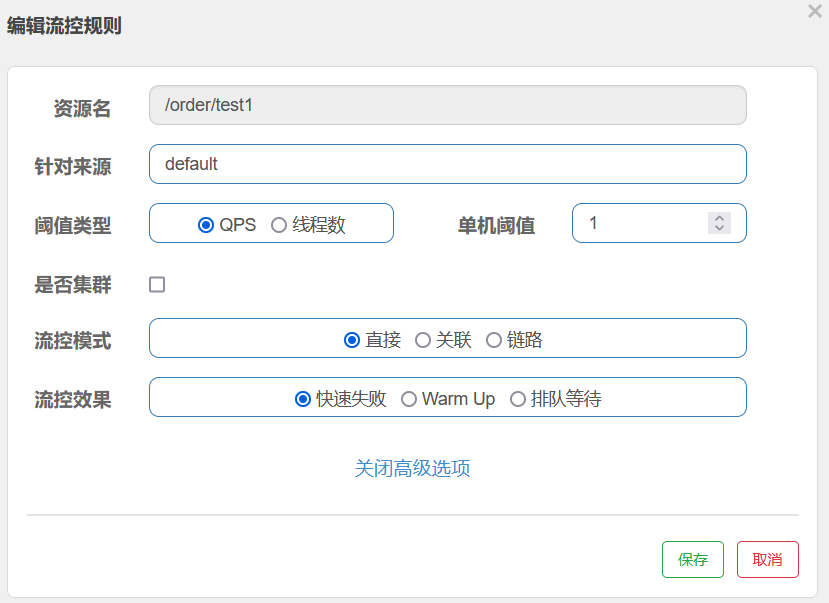 编辑流控规则
资源名 /order/test1
针对来源 default
阈值类型 QPS 线程数 单机阈值 1
是否集群
流控模式 直接 关联 链路
流控效果 快速失败 Warm Up 排队等待
关闭高级选项
保存 取消